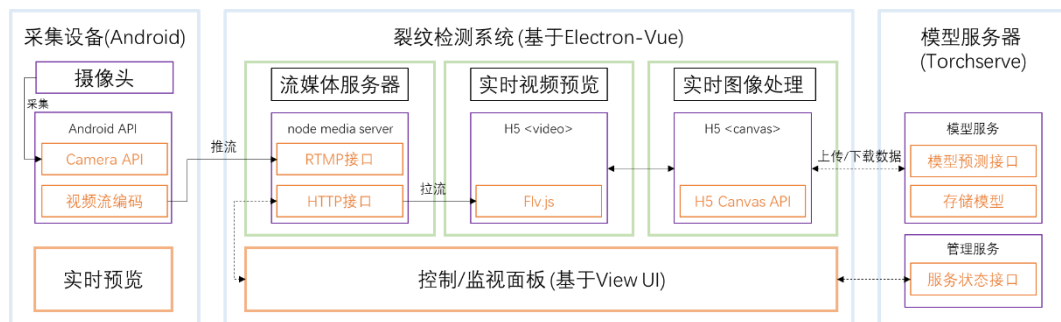 采集设备(Android)
摄像头
采集
Android API
Camera API
视频流编码
实时预览
推流
裂纹检测系统 (基于Electron-Vue)
流媒体服务器
node media server
RTMP接口
HTTP接口
拉流
实时视频预览
H5 <video>
Flv.js
实时图像处理
H5 <canvas>
H5 Canvas API
控制/监视面板 (基于View UI)
上传/下载数据
模型服务器
(Torchserve)
模型服务
模型预测接口
存储模型
管理服务
服务状态接口